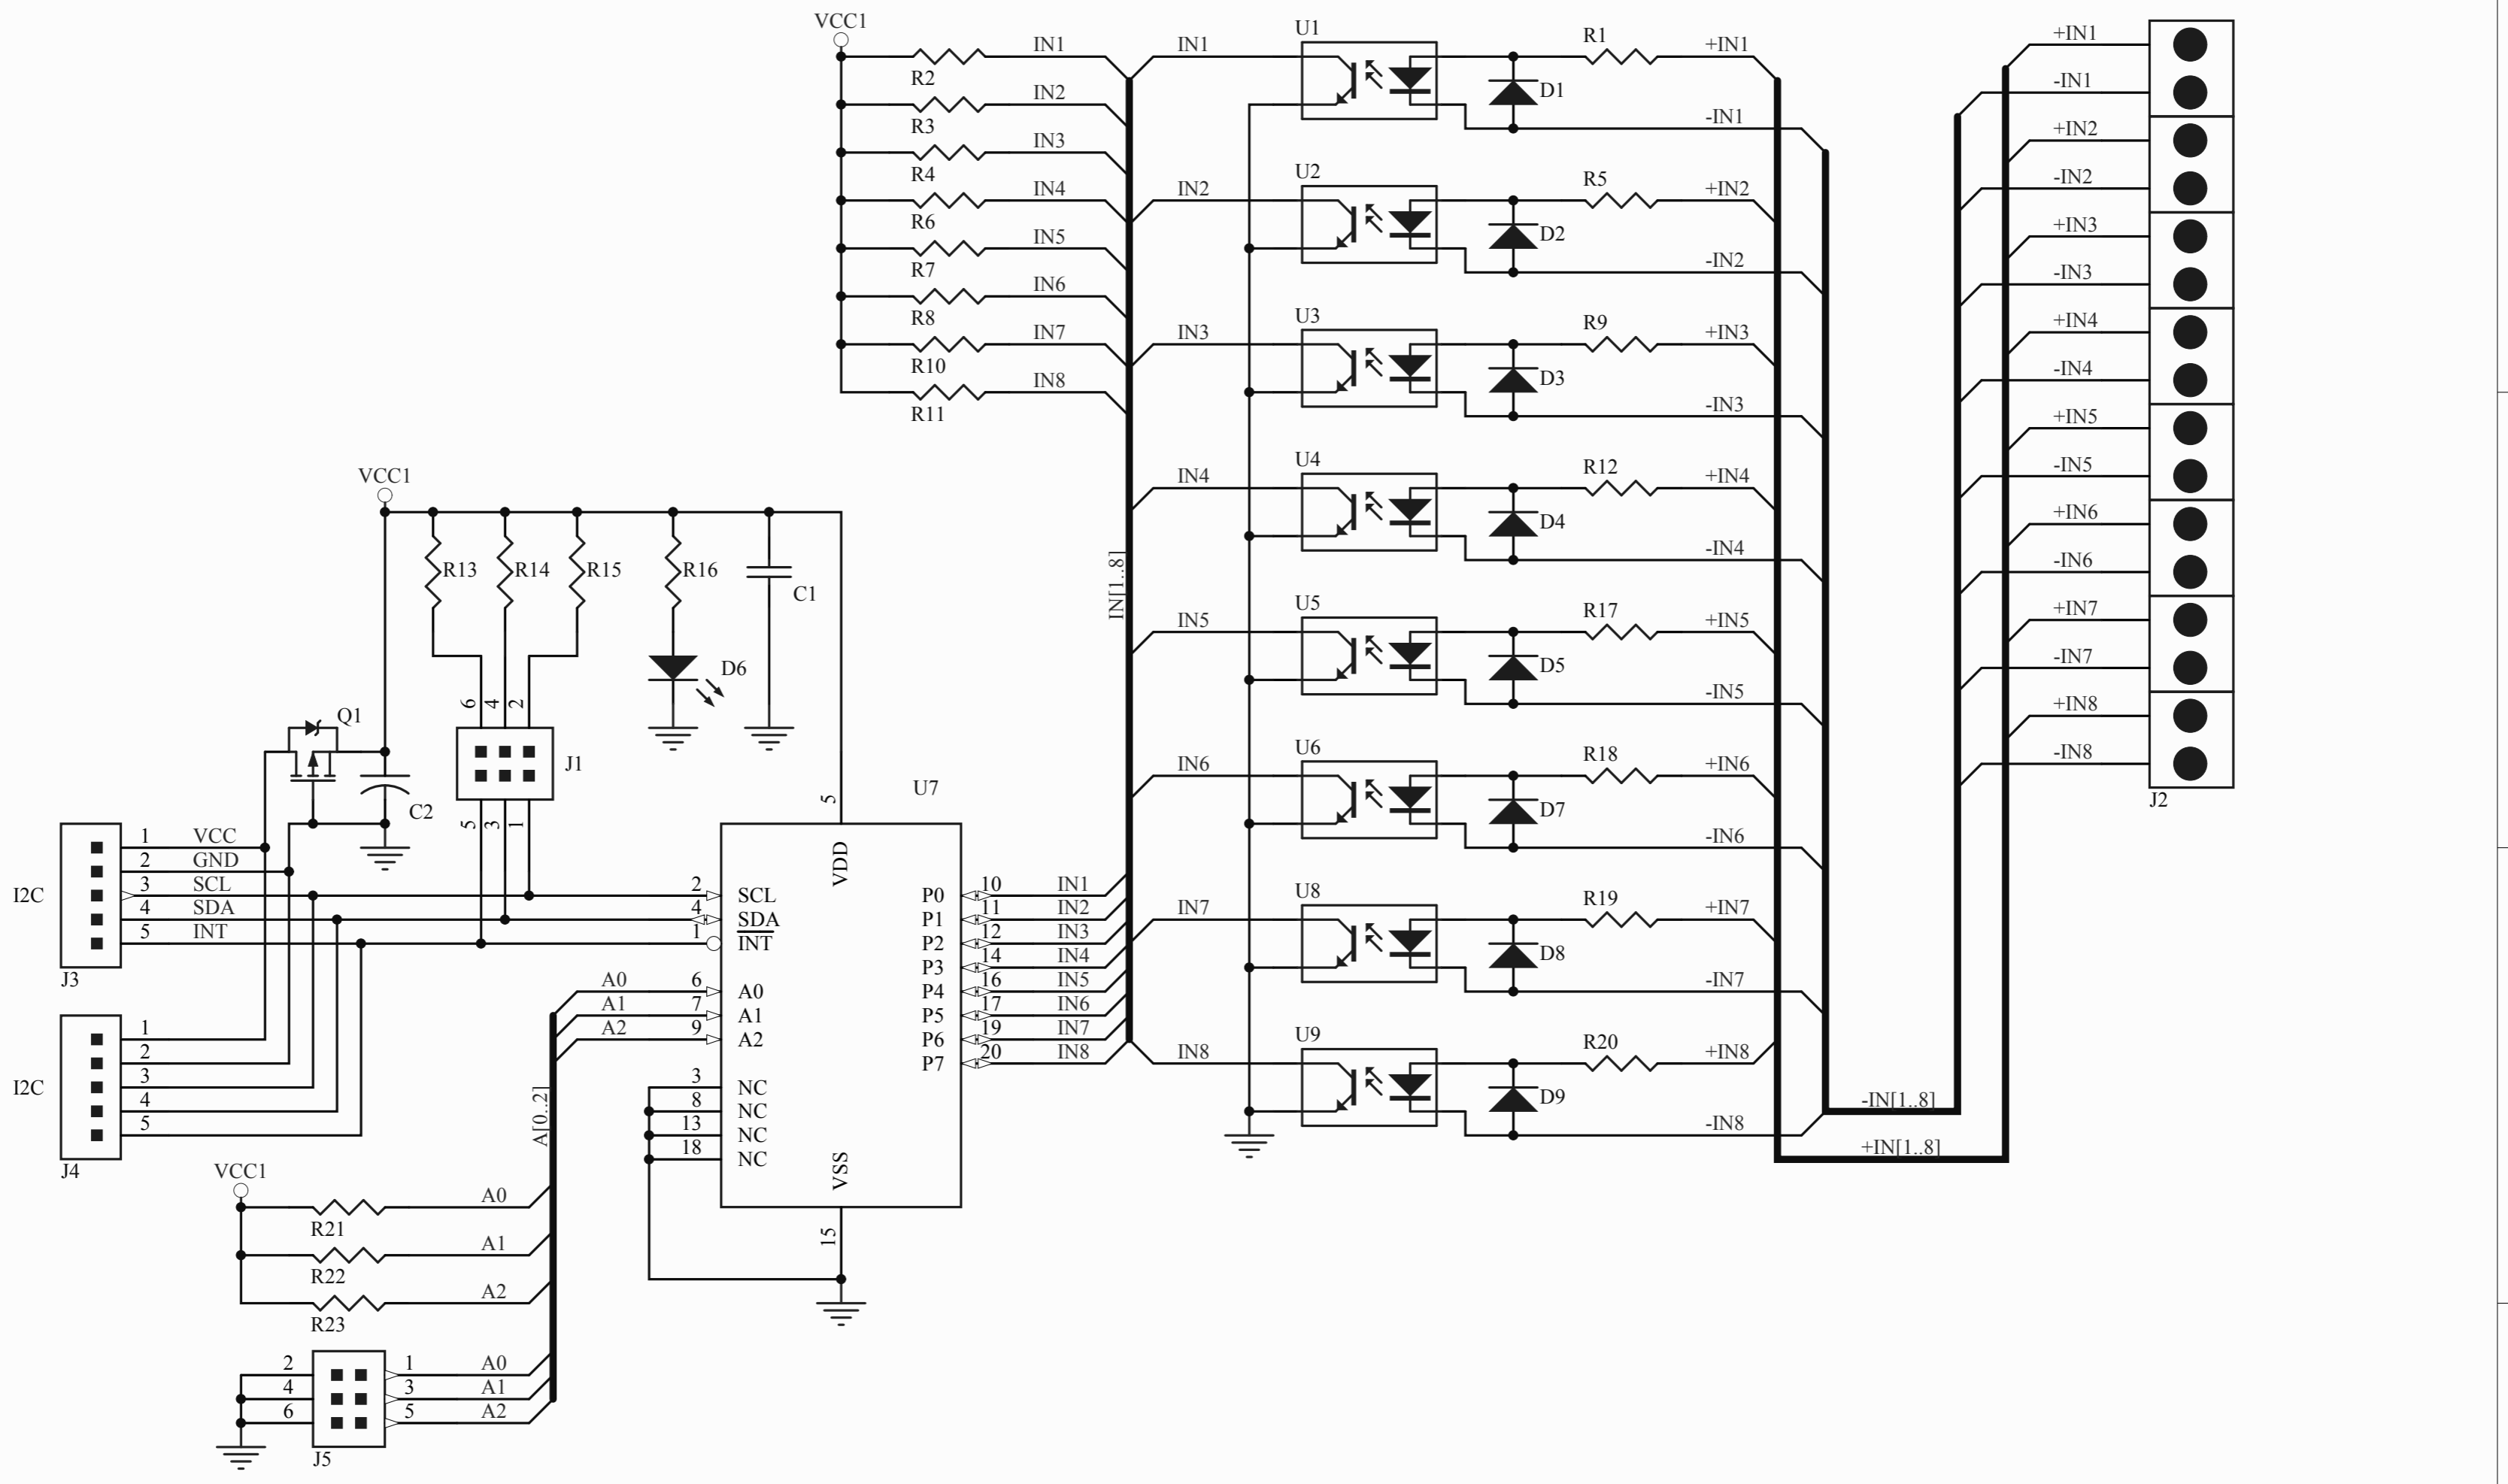 VCC1
IN1
R2
IN2
R3
IN3
R4
IN4
R6
IN5
R7
IN6
R8
IN7
R10
IN8
R11
IN[1..8]
IN1
U1
D1
R1
+IN1
-IN1
IN2
U2
D2
R5
+IN2
-IN2
IN3
U3
D3
R9
+IN3
-IN3
IN4
U4
D4
R12
+IN4
-IN4
IN5
U5
D5
R17
+IN5
-IN5
IN6
U6
D7
R18
+IN6
-IN6
IN7
U8
D8
R19
+IN7
-IN7
IN8
U9
D9
R20
+IN8
-IN8
-IN[1..8]
+IN[1..8]
+IN1
-IN1
+IN2
-IN2
+IN3
-IN3
+IN4
-IN4
+IN5
-IN5
+IN6
-IN6
+IN7
-IN7
+IN8
-IN8
J2
VCC1
R13
R14
R15
R16
C1
D6
6 4 2
J1
5 3 1
Q1
C2
I2C
1 VCC
2 GND
3 SCL
4 SDA
5 INT
J3
I2C
1
2
3
4
5
J4
U7
5
VDD
2 SCL
4 SDA
1 INT
A0 6 A0
A1 7 A1
A2 9 A2
3 NC
8 NC
13 NC
18 NC
VSS
15
P0 10 IN1
P1 11 IN2
P2 12 IN3
P3 14 IN4
P4 16 IN5
P5 17 IN6
P6 19 IN7
P7 20 IN8
A[0..2]
VCC1
R21 A0
R22 A1
R23 A2
2 1 A0
4 3 A1
6 5 A2
J5